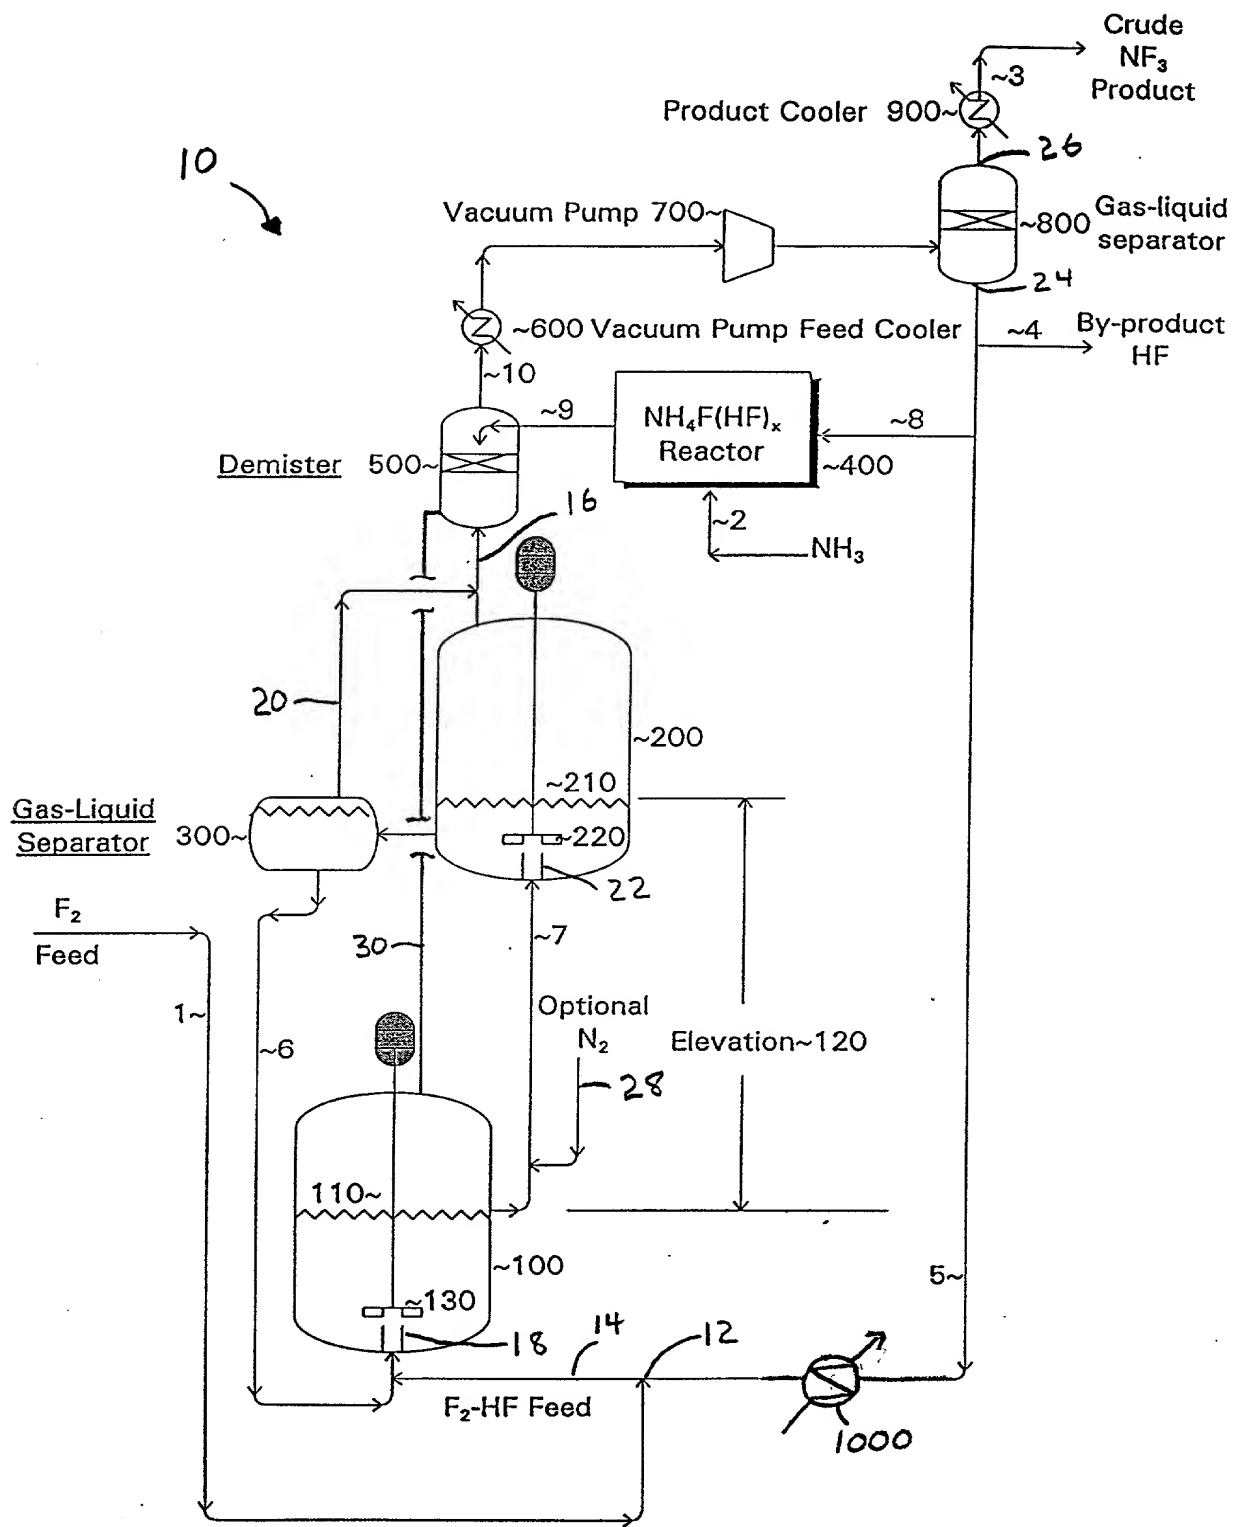 Crude
NF₃
Product
~3
Product Cooler 900~
26
10
Vacuum Pump 700~
~800 Gas-liquid
separator
24
~600 Vacuum Pump Feed Cooler
~4
By-product
HF
~10
~9
NH₄F(HF)ₓ
Reactor
~8
Demister 500~
~400
16
~2
NH₃
20
~200
~210
Gas-Liquid
Separator 300~
~220
22
F₂
Feed
30
~7
1~
Optional
N₂
~6
Elevation~120
28
110~
~100
5~
~130
18
14
12
F₂-HF Feed
1000